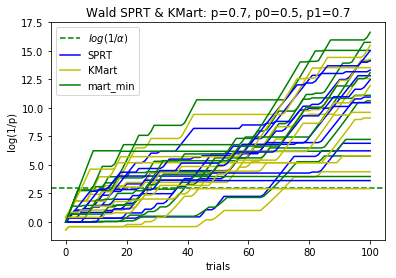 Wald SPRT & KMart: p=0.7, p0=0.5, p1=0.7
log(1/α)
SPRT
KMart
mart_min
log(1/p)
17.5
15.0
12.5
10.0
7.5
5.0
2.5
0.0
0
20
40
60
80
100
trials